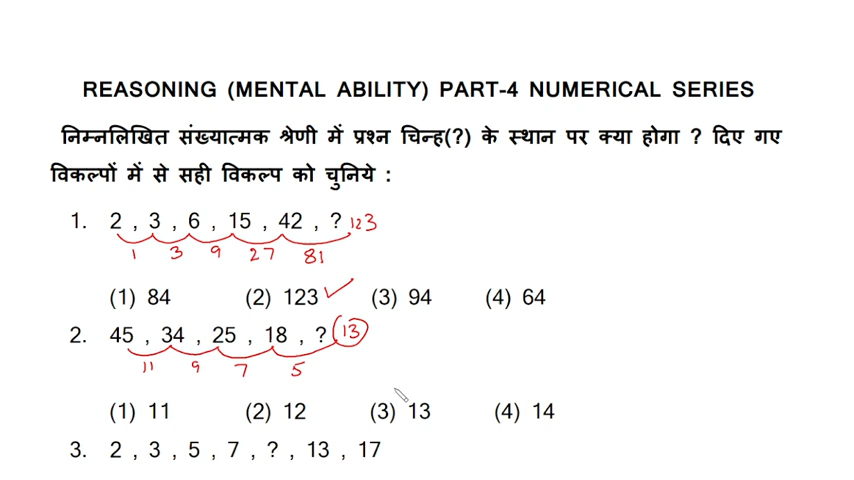 REASONING (MENTAL ABILITY) PART-4 NUMERICAL SERIES
निम्नलिखित संख्यात्मक श्रेणी में प्रश्न चिन्ह(?) के स्थान पर क्या होगा ? दिए गए
विकल्पों में से सही विकल्प को चुनिये :
1. 2 , 3 , 6 , 15 , 42 , ? 123
1 3 9 27 81
(1) 84 (2) 123 (3) 94 (4) 64
2. 45 , 34 , 25 , 18 , ? 13
11 9 7 5
(1) 11 (2) 12 (3) 13 (4) 14
3. 2 , 3 , 5 , 7 , ? , 13 , 17